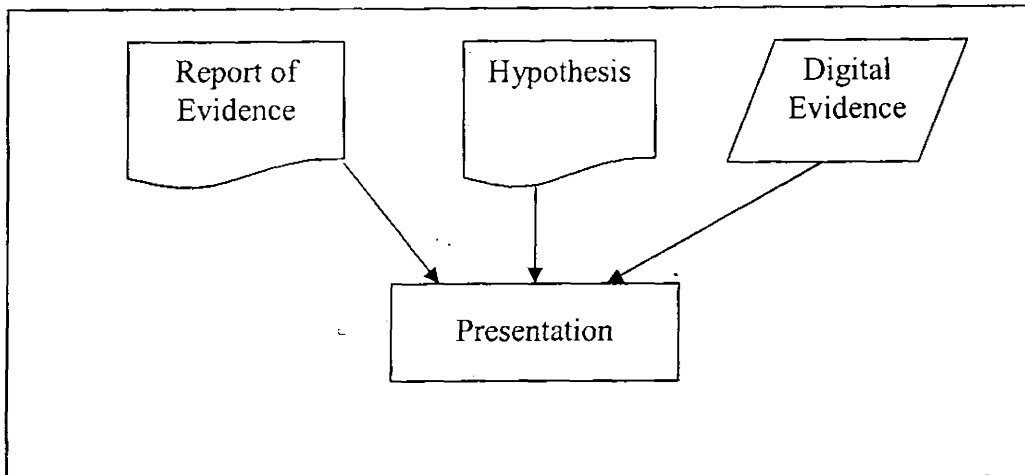 Report of
Evidence
Hypothesis
Digital
Evidence
Presentation